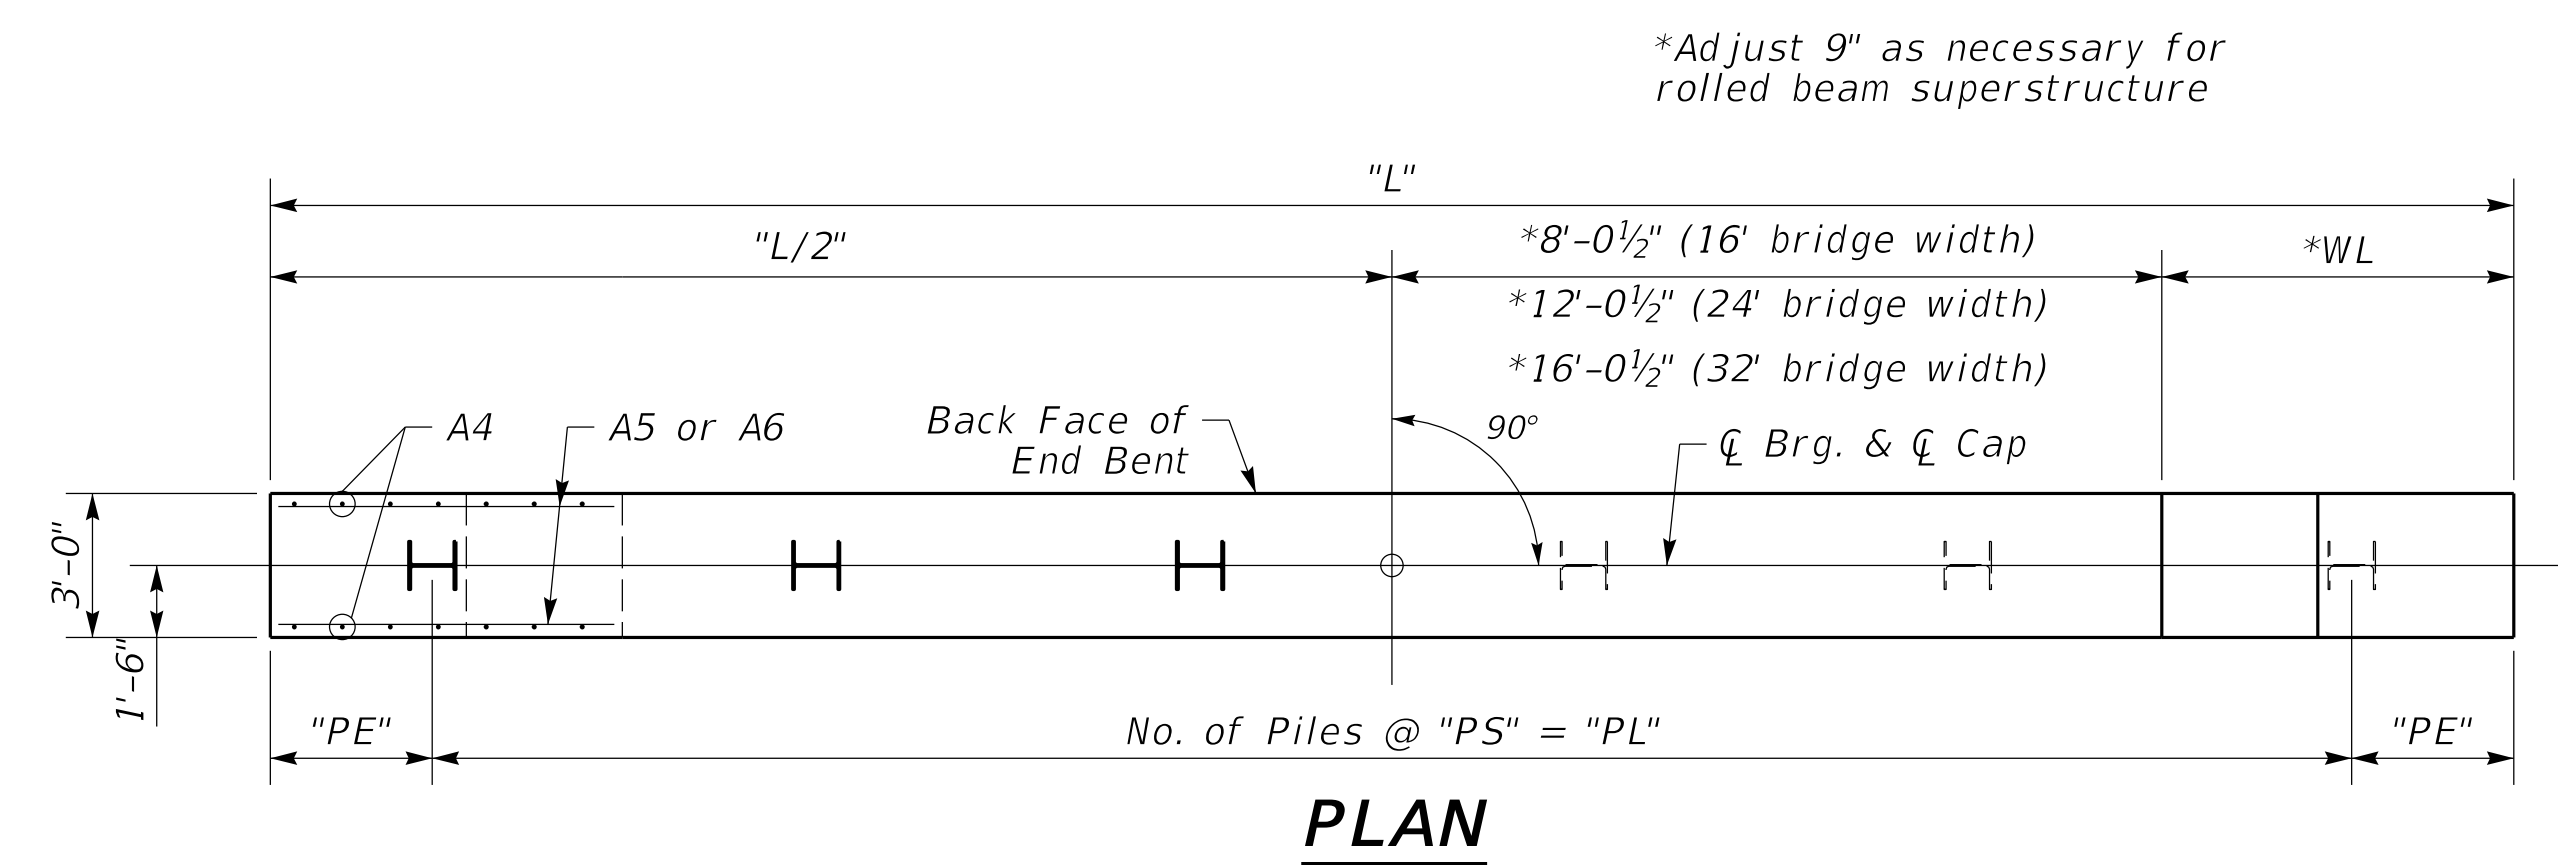 *Adjust 9" as necessary for
rolled beam superstructure
"L"
"L/2"
*8'-0½" (16' bridge width)
*WL
*12'-0½" (24' bridge width)
*16'-0½" (32' bridge width)
A4
A5 or A6
Back Face of
End Bent
90°
℄ Brg. & ℄ Cap
3'-0"
1'-6"
"PE"
No. of Piles @ "PS" = "PL"
"PE"
PLAN